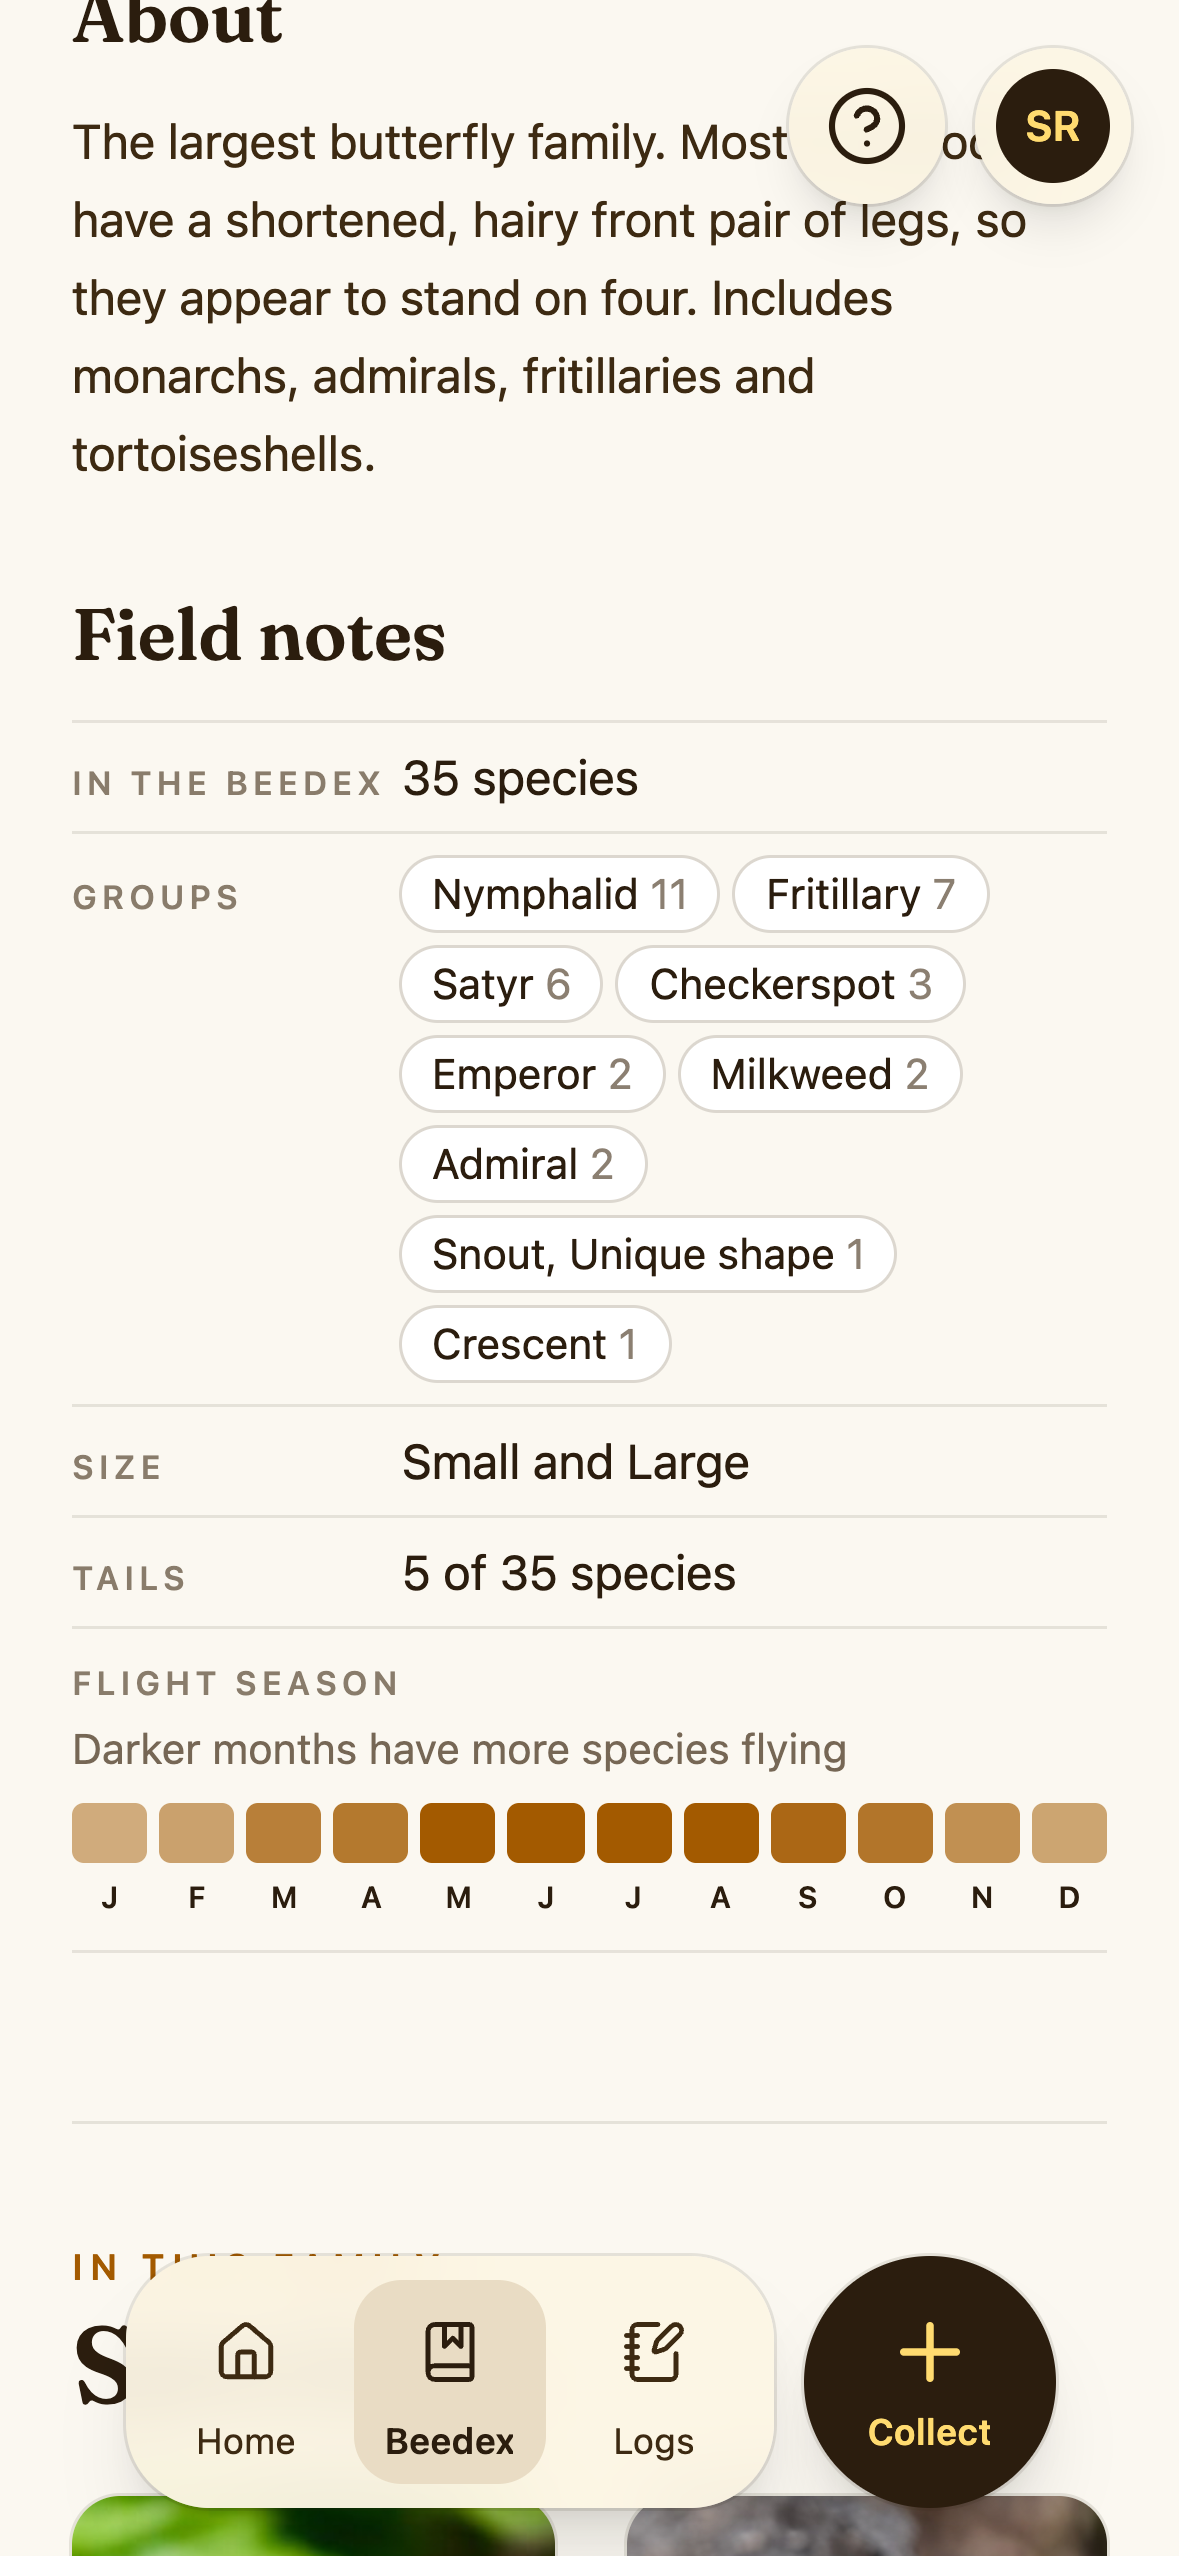 About
SR
The largest butterfly family. Most
have a shortened, hairy front pair of legs, so
they appear to stand on four. Includes
monarchs, admirals, fritillaries and
tortoiseshells.
Field notes
IN THE BEEDEX 35 species
GROUPS Nymphalid 11 Fritillary 7
Satyr 6 Checkerspot 3
Emperor 2 Milkweed 2
Admiral 2
Snout, Unique shape 1
Crescent 1
SIZE Small and Large
TAILS 5 of 35 species
FLIGHT SEASON
Darker months have more species flying
J F M A M J J A S O N D
IN
Home Beedex Logs Collect